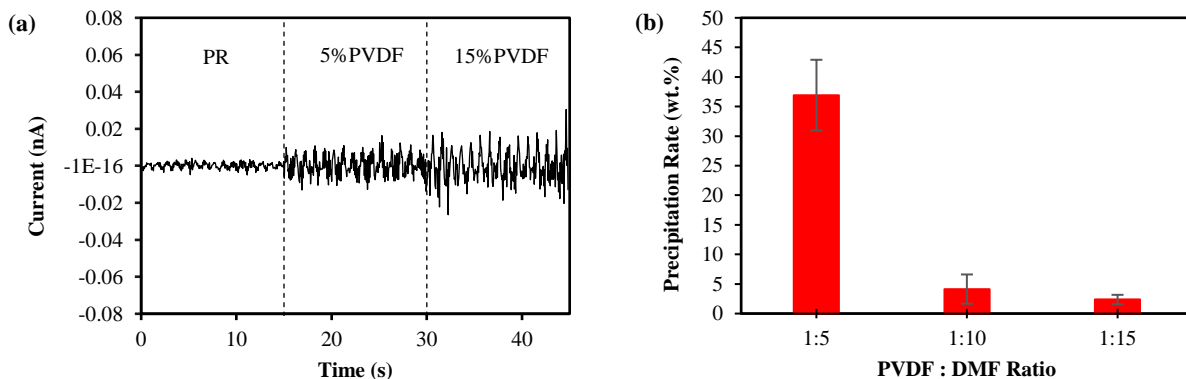 (a)
Current (nA)
0.08
0.06
0.04
0.02
-1E-16
-0.02
-0.04
-0.06
-0.08
PR
5%PVDF
15%PVDF
0
10
20
30
40
Time (s)
(b)
Precipitation Rate (wt.%)
50
45
40
35
30
25
20
15
10
5
0
1:5
1:10
1:15
PVDF : DMF Ratio